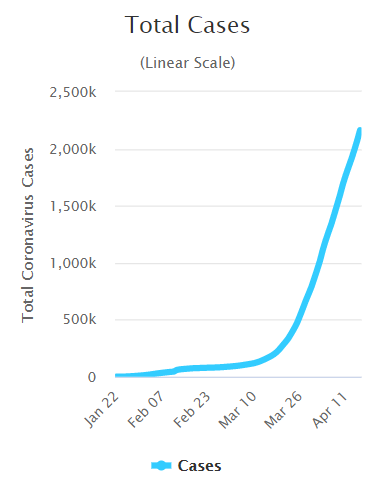 Total Cases
(Linear Scale)
Total Coronavirus Cases
2,500k
2,000k
1,500k
1,000k
500k
0
Jan 22
Feb 07
Feb 23
Mar 10
Mar 26
Apr 11
Cases